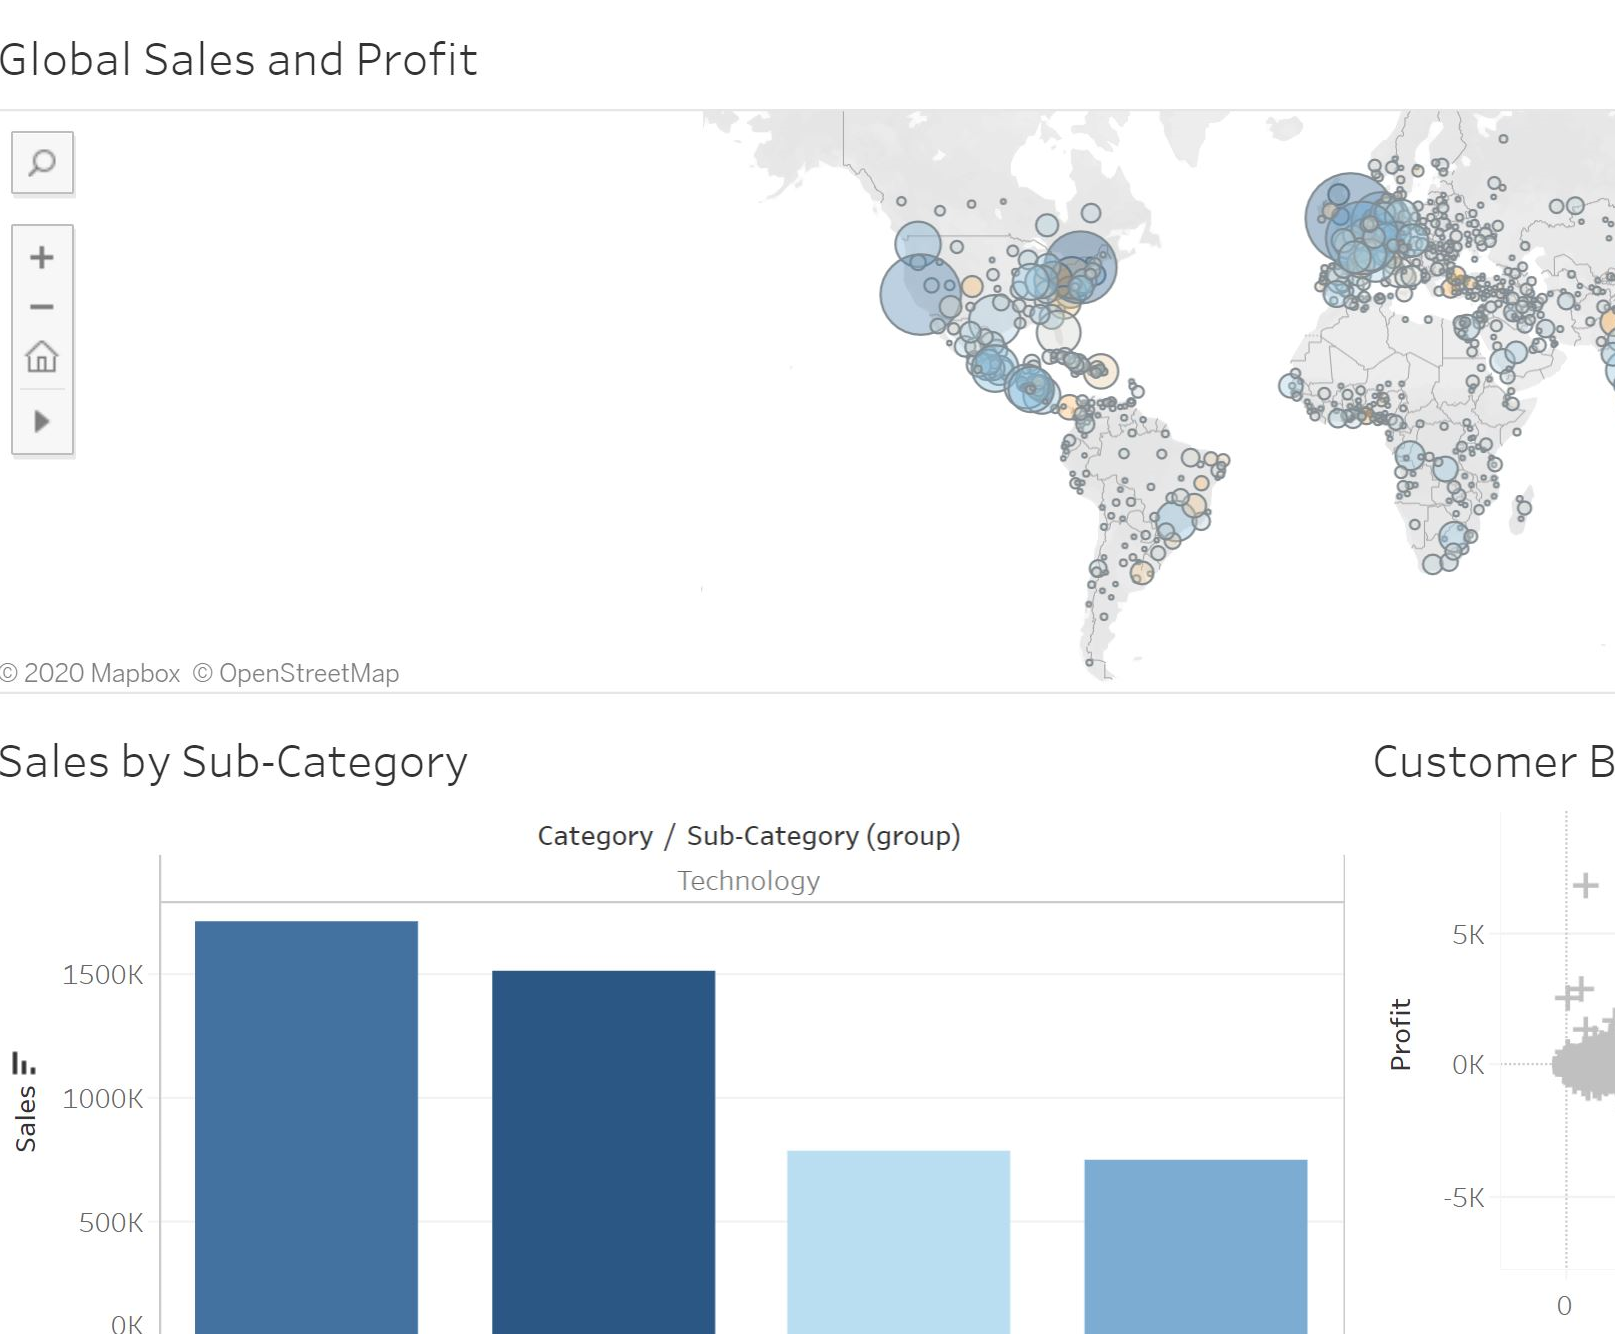 Global Sales and Profit
© 2020 Mapbox © OpenStreetMap
Sales by Sub-Category
Category / Sub-Category (group)
Technology
1500K
1000K
500K
0K
Sales
Customer B
5K
0K
-5K
Profit
0